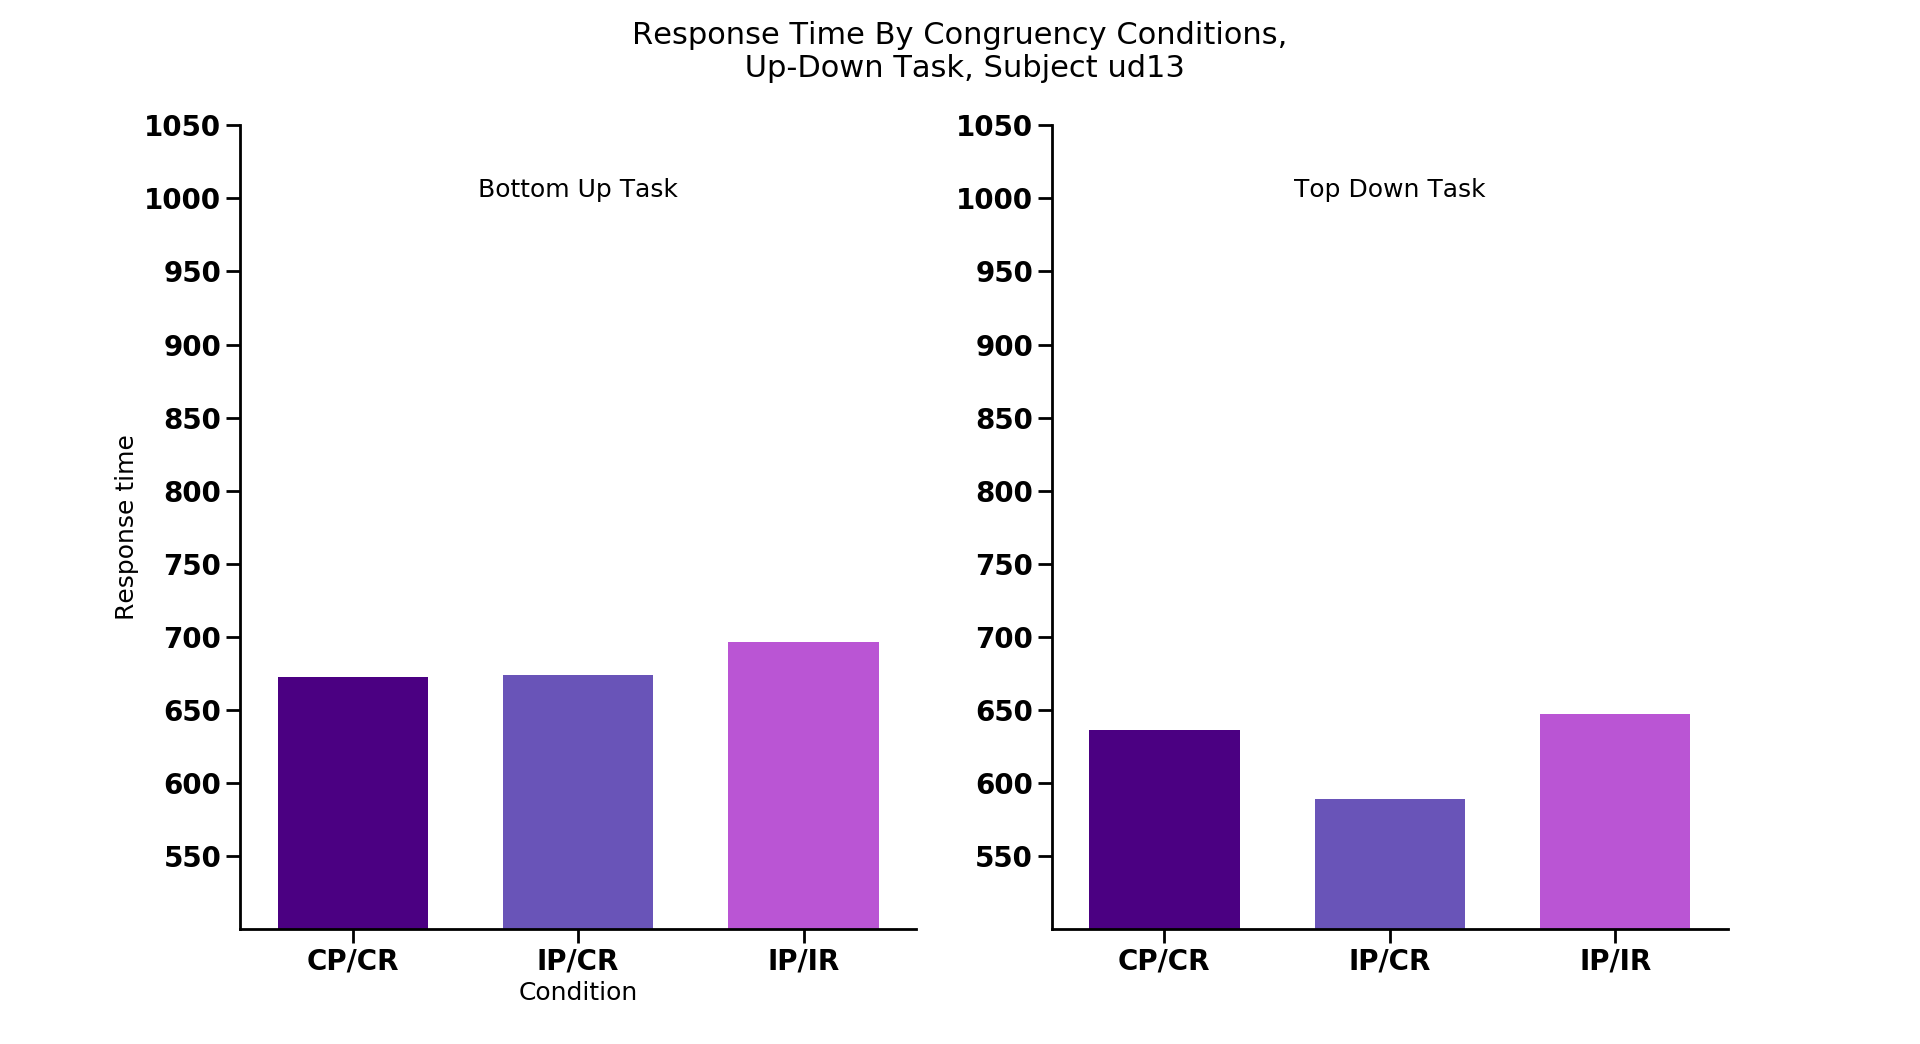 Response Time By Congruency Conditions,
Up-Down Task, Subject ud13
Bottom Up Task
1050
1000
950
900
850
800
750
700
650
600
550
Response time
CP/CR
IP/CR
IP/IR
Condition
Top Down Task
1050
1000
950
900
850
800
750
700
650
600
550
CP/CR
IP/CR
IP/IR